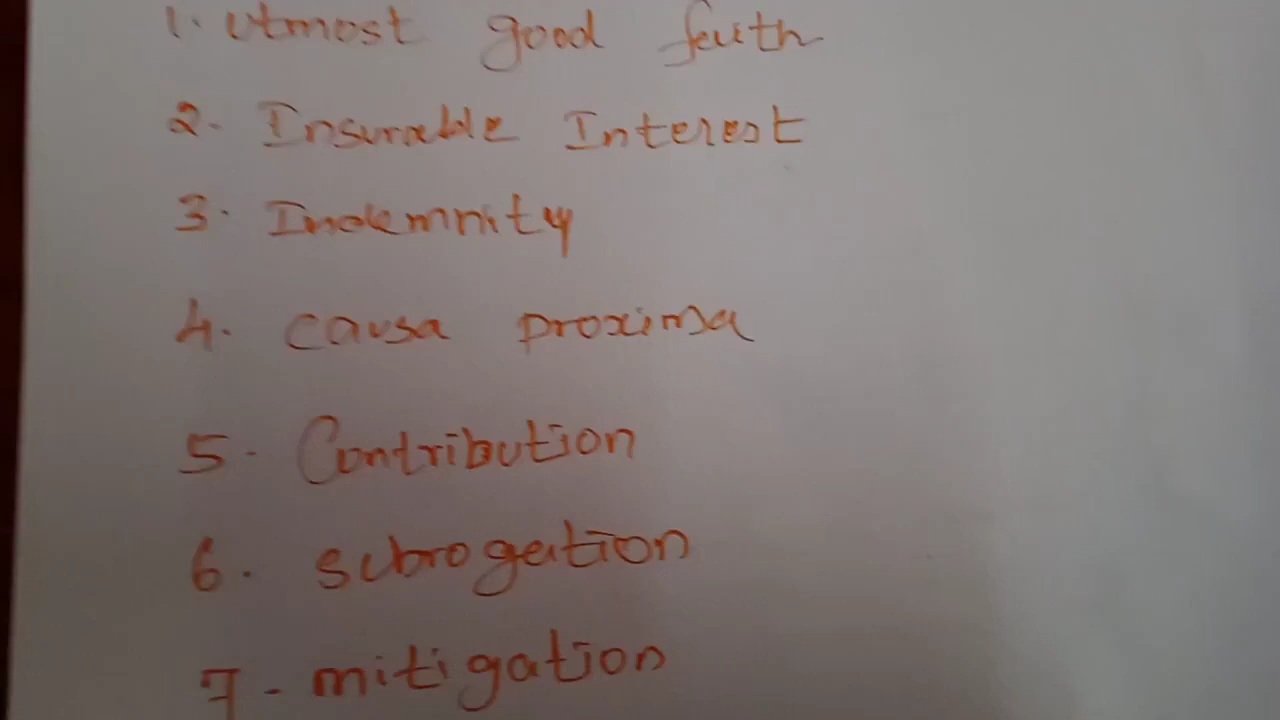 1. Utmost good faith
2. Insurable Interest
3. Indemnity
4. Causa proxima
5. Contribution
6. subrogation
7 - mitigation